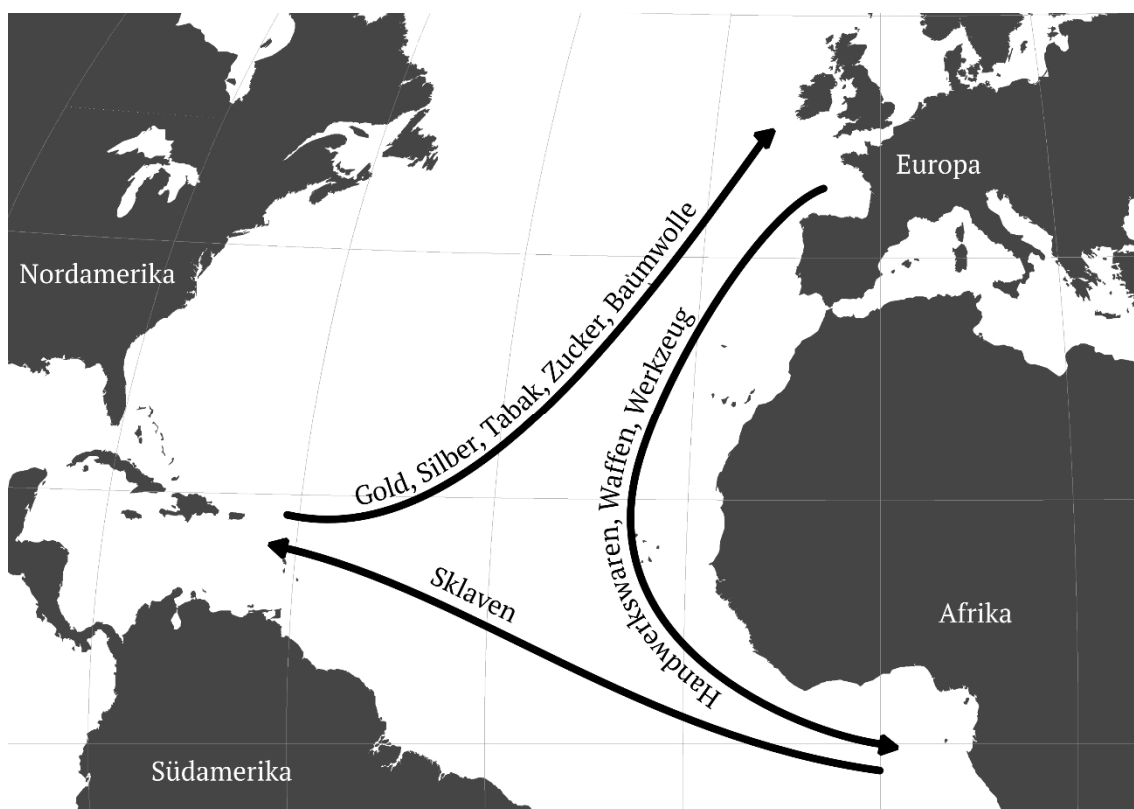 Europa
Nordamerika
Gold, Silber, Tabak, Zucker, Baumwolle
Handwerkswaren, Waffen, Werkzeug
Sklaven
Afrika
Südamerika